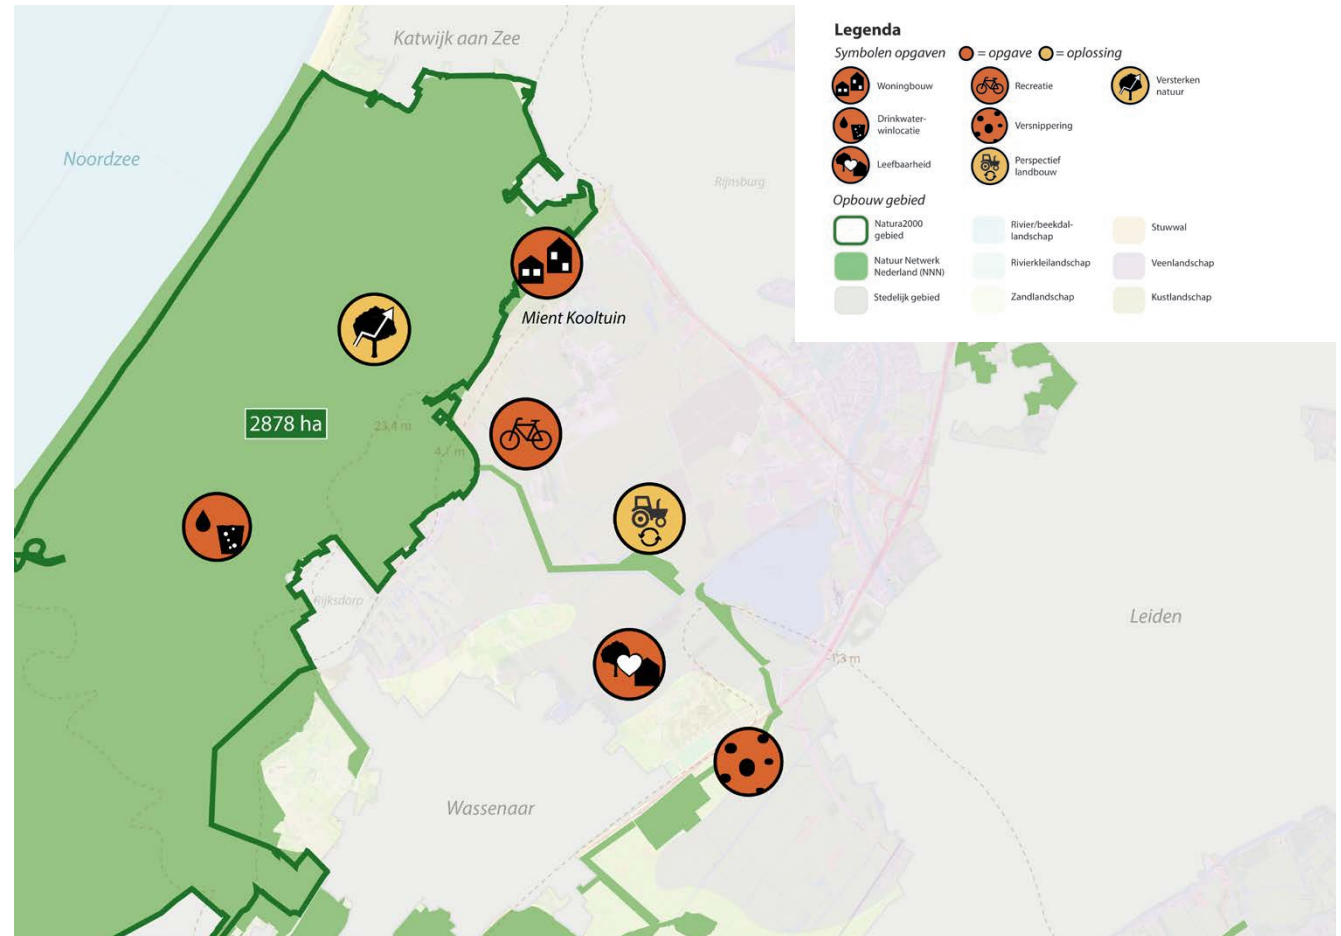 Katwijk aan Zee
Noordzee
Rijnsburg
Mient Kooltuin
2878 ha
23,4 m
4,1 m
Rijksdorp
Leiden
-1,3 m
Wassenaar
Legenda
Symbolen opgaven = opgave = oplossing
Woningbouw
Recreatie
Versterken
natuur
Drinkwater-
winlocatie
Versnippering
Leefbaarheid
Perspectief
landbouw
Opbouw gebied
Natura2000
gebied
Rivier/beekdal-
landschap
Stuwwal
Natuur Netwerk
Nederland (NNN)
Rivierkleilandschap
Veenlandschap
Stedelijk gebied
Zandlandschap
Kustlandschap